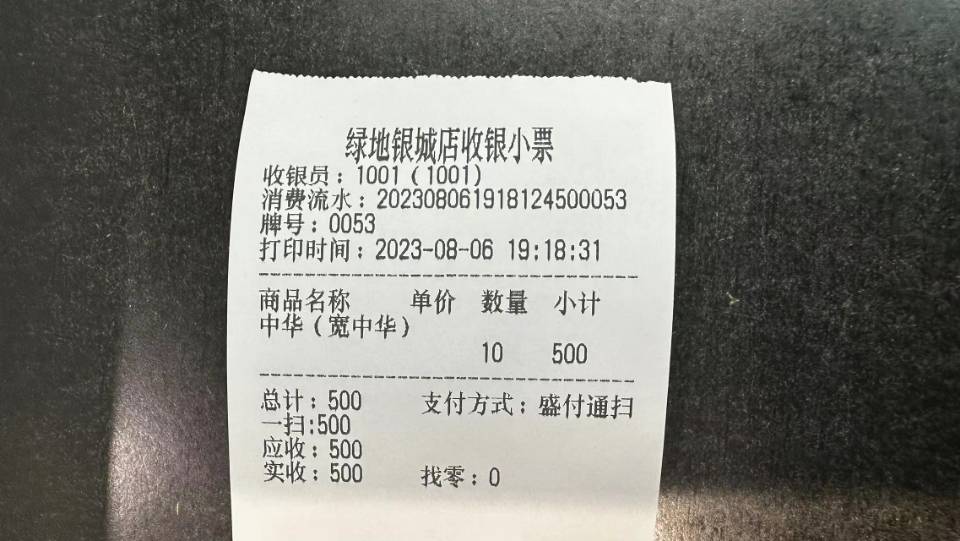 绿地银城店收银小票
收银员：1001（1001）
消费流水：20230806191812450​0053
牌号：0053
打印时间：2023-08-06 19:18:31
商品名称 单价 数量 小计
中华（宽中华）
10 500
总计：500 支付方式：盛付通扫
一扫:500
应收：500
实收：500 找零：0